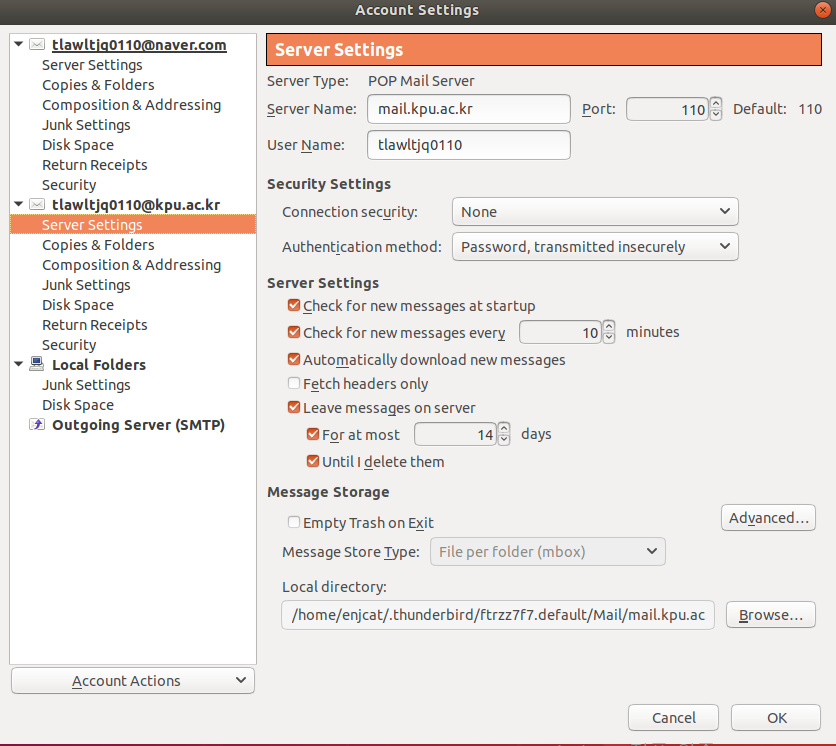 Account Settings
tlawltjq0110@naver.com
Server Settings
Copies & Folders
Composition & Addressing
Junk Settings
Disk Space
Return Receipts
Security
tlawltjq0110@kpu.ac.kr
Server Settings
Copies & Folders
Composition & Addressing
Junk Settings
Disk Space
Return Receipts
Security
Local Folders
Junk Settings
Disk Space
Outgoing Server (SMTP)
Account Actions
Server Settings
Server Type: POP Mail Server
Server Name: mail.kpu.ac.kr Port: 110 Default: 110
User Name: tlawltjq0110
Security Settings
Connection security: None
Authentication method: Password, transmitted insecurely
Server Settings
Check for new messages at startup
Check for new messages every 10 minutes
Automatically download new messages
Fetch headers only
Leave messages on server
For at most 14 days
Until I delete them
Message Storage
Empty Trash on Exit Advanced...
Message Store Type: File per folder (mbox)
Local directory:
/home/enjcat/.thunderbird/ftrzz7f7.default/Mail/mail.kpu.ac Browse...
Cancel OK